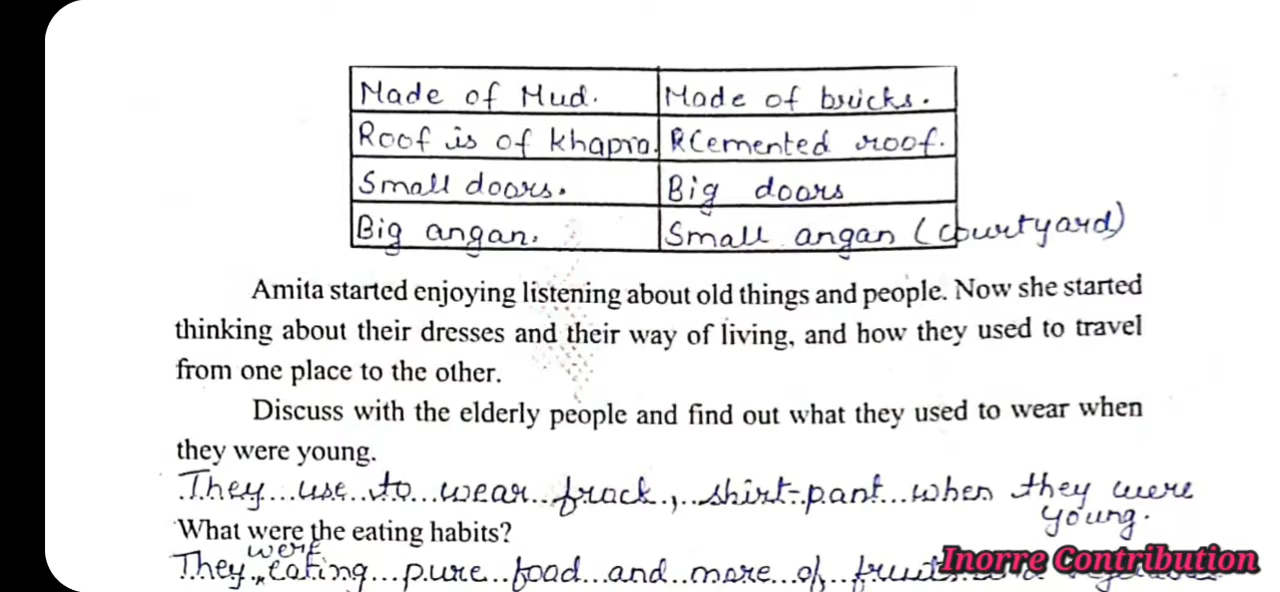 Made of Mud. Made of bricks.
Roof is of khapra. RCemented roof.
Small doors. Big doors
Big angan. Small angan (courtyard)
Amita started enjoying listening about old things and people. Now she started
thinking about their dresses and their way of living, and how they used to travel
from one place to the other.
Discuss with the elderly people and find out what they used to wear when
they were young.
They use to wear frock, shirt-pant when they were
young.
What were the eating habits?
They were eating pure food and more of fruits
Inorre Contribution